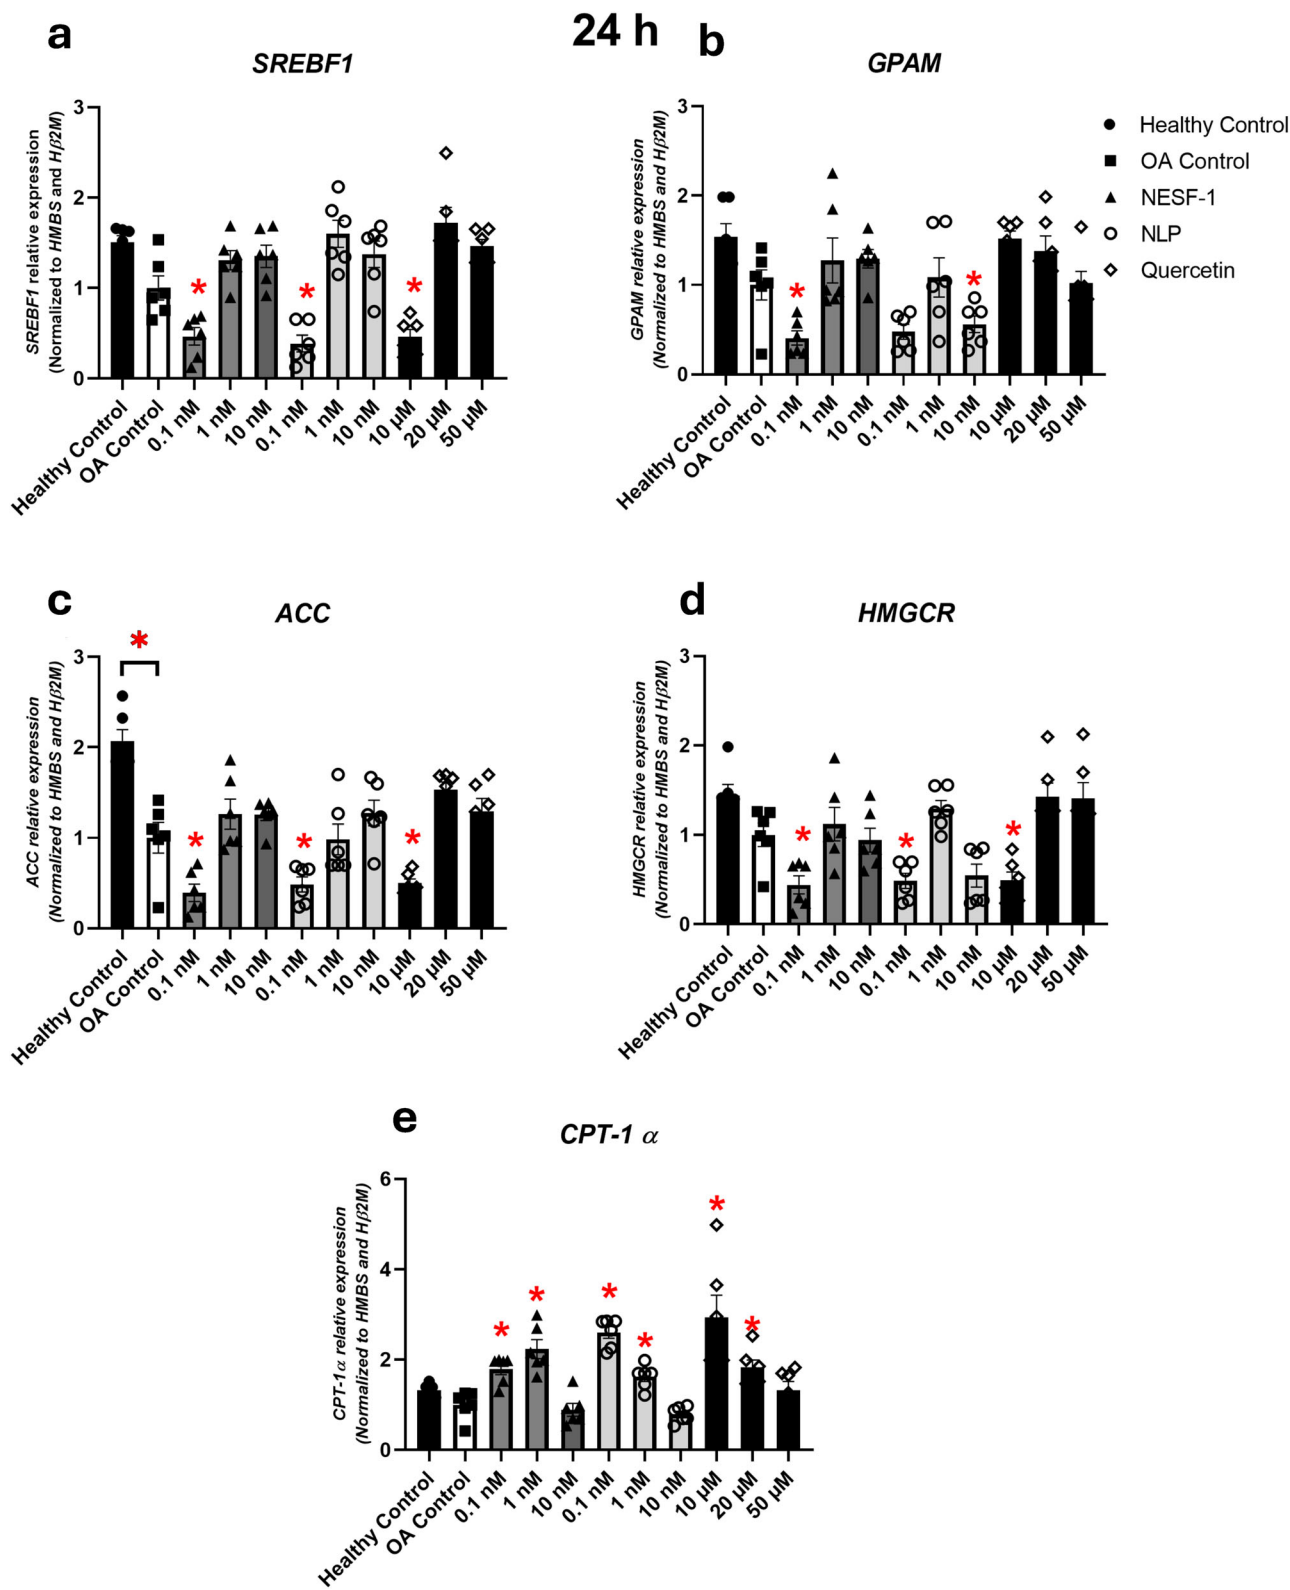 24 h
a
SREBF1
SREBF1 relative expression
(Normalized to HMBS and Hβ2M)
3
2
1
0
*
*
*
Healthy Control
OA Control
0.1 nM
1 nM
10 nM
0.1 nM
1 nM
10 nM
10 µM
20 µM
50 µM
b
GPAM
GPAM relative expression
(Normalized to HMBS and Hβ2M)
3
2
1
0
*
*
Healthy Control
OA Control
0.1 nM
1 nM
10 nM
0.1 nM
1 nM
10 nM
10 µM
20 µM
50 µM
Healthy Control
OA Control
NESF-1
NLP
Quercetin
c
ACC
ACC relative expression
(Normalized to HMBS and Hβ2M)
3
2
1
0
*
*
*
*
Healthy Control
OA Control
0.1 nM
1 nM
10 nM
0.1 nM
1 nM
10 nM
10 µM
20 µM
50 µM
d
HMGCR
HMGCR relative expression
(Normalized to HMBS and Hβ2M)
3
2
1
0
*
*
*
Healthy Control
OA Control
0.1 nM
1 nM
10 nM
0.1 nM
1 nM
10 nM
10 µM
20 µM
50 µM
e
CPT-1 α
CPT-1α relative expression
(Normalized to HMBS and Hβ2M)
6
4
2
0
*
*
*
*
*
*
Healthy Control
OA Control
0.1 nM
1 nM
10 nM
0.1 nM
1 nM
10 nM
10 µM
20 µM
50 µM